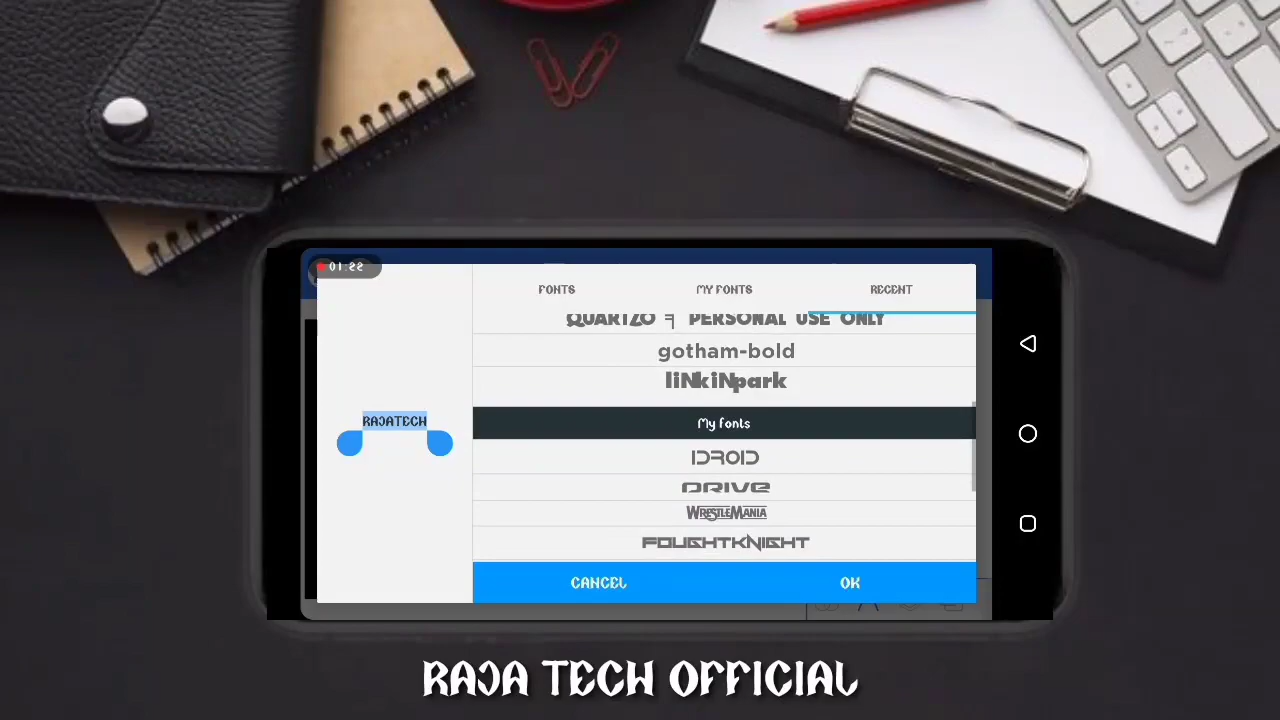 01:22
FONTS
MY FONTS
RECENT
QUARTZO PERSONAL USE ONLY
gotham-bold
liNkiNpark
RAJATECH
My fonts
IDROID
DRIVE
WRESTLEMANIA
FOUGHTKNIGHT
CANCEL
OK
RAJA TECH OFFICIAL